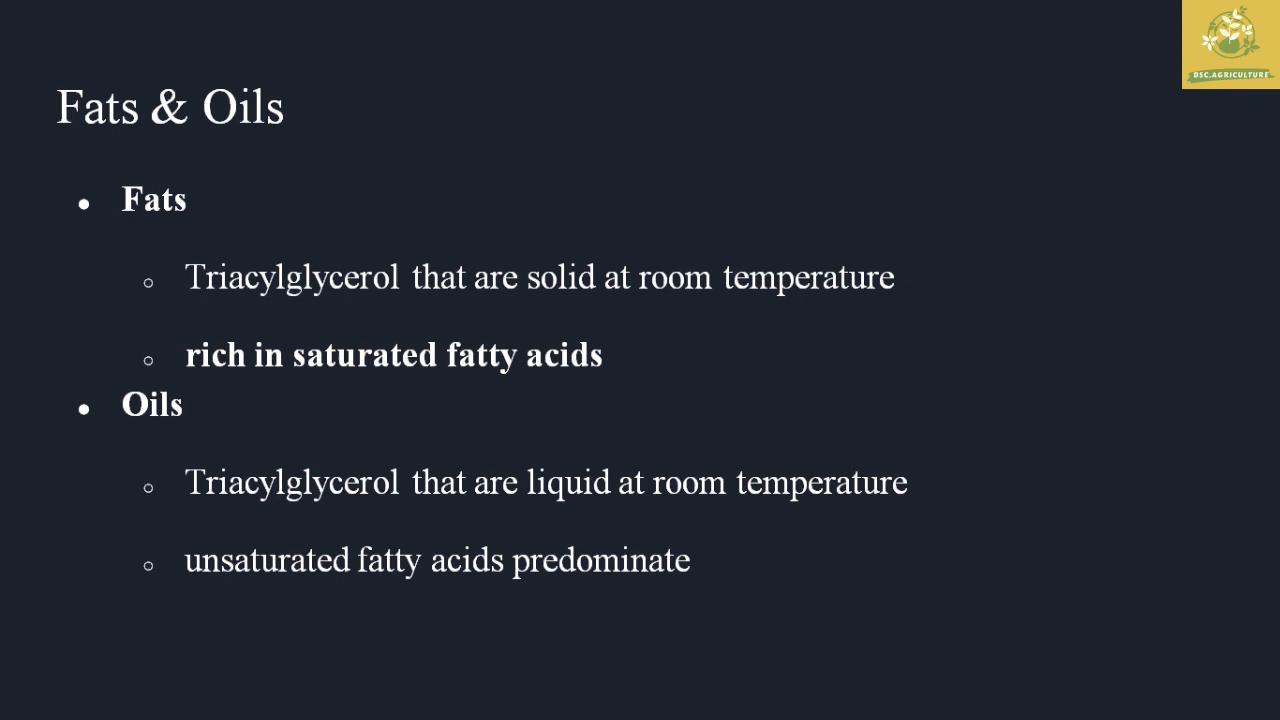 DSC.AGRICULTURE
Fats & Oils
● Fats
○ Triacylglycerol that are solid at room temperature
○ rich in saturated fatty acids
● Oils
○ Triacylglycerol that are liquid at room temperature
○ unsaturated fatty acids predominate